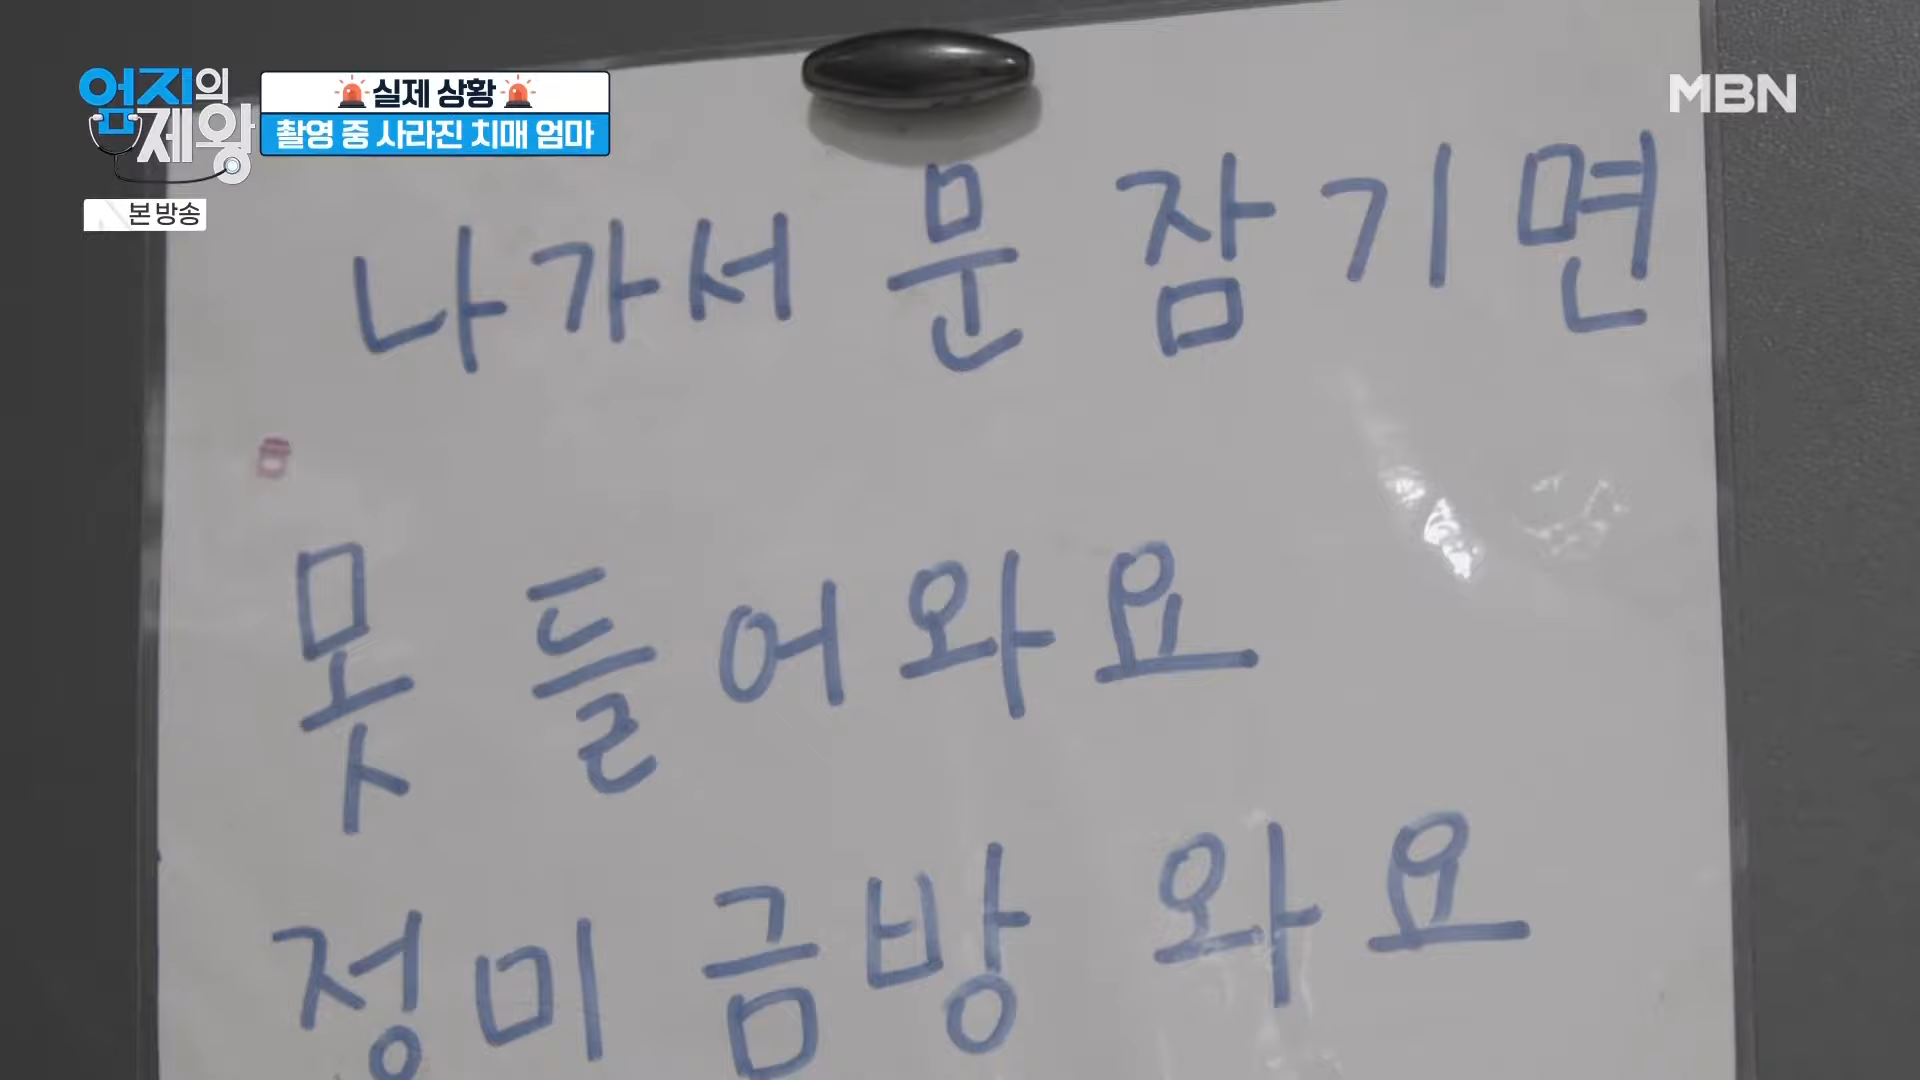 엄지의 제왕
실제 상황
촬영 중 사라진 치매 엄마
MBN
본 방송
나가서 문 잠기면
못 들어와요
정미 금방 와요